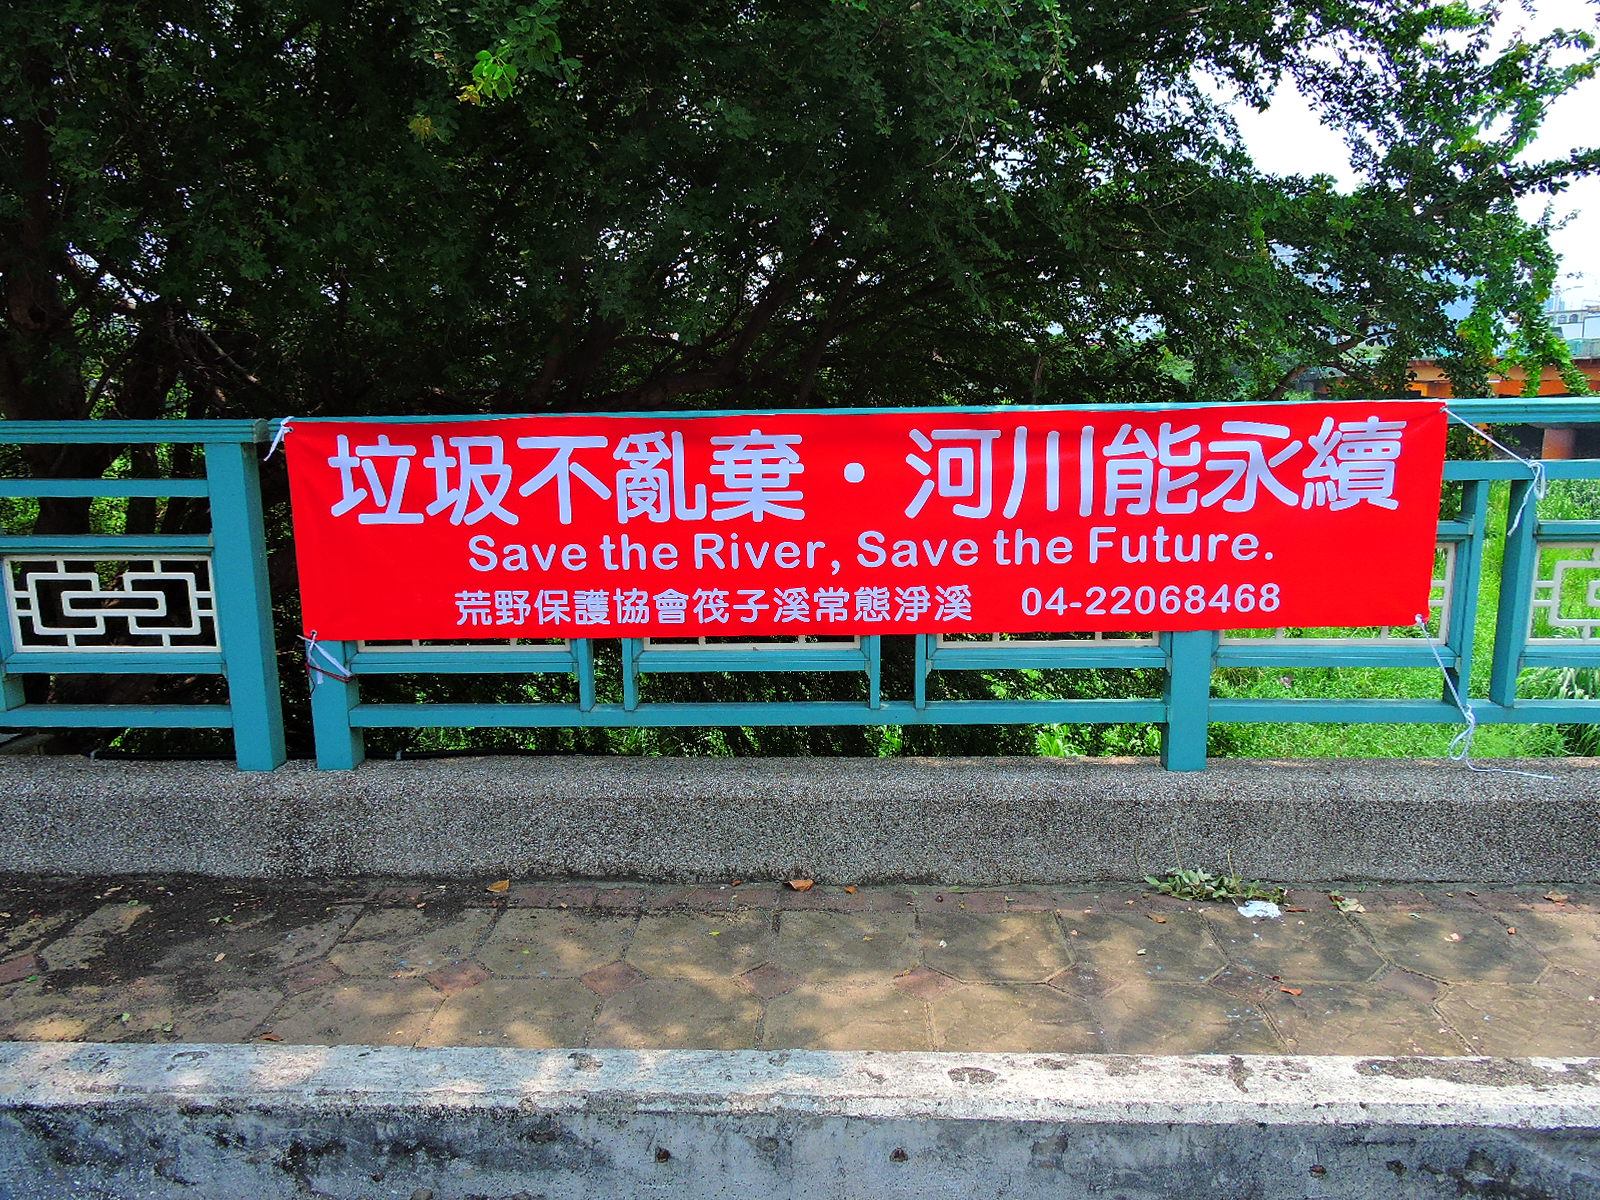 垃圾不亂棄・河川能永續
Save the River, Save the Future.
荒野保護協會筏子溪常態淨溪 04-22068468